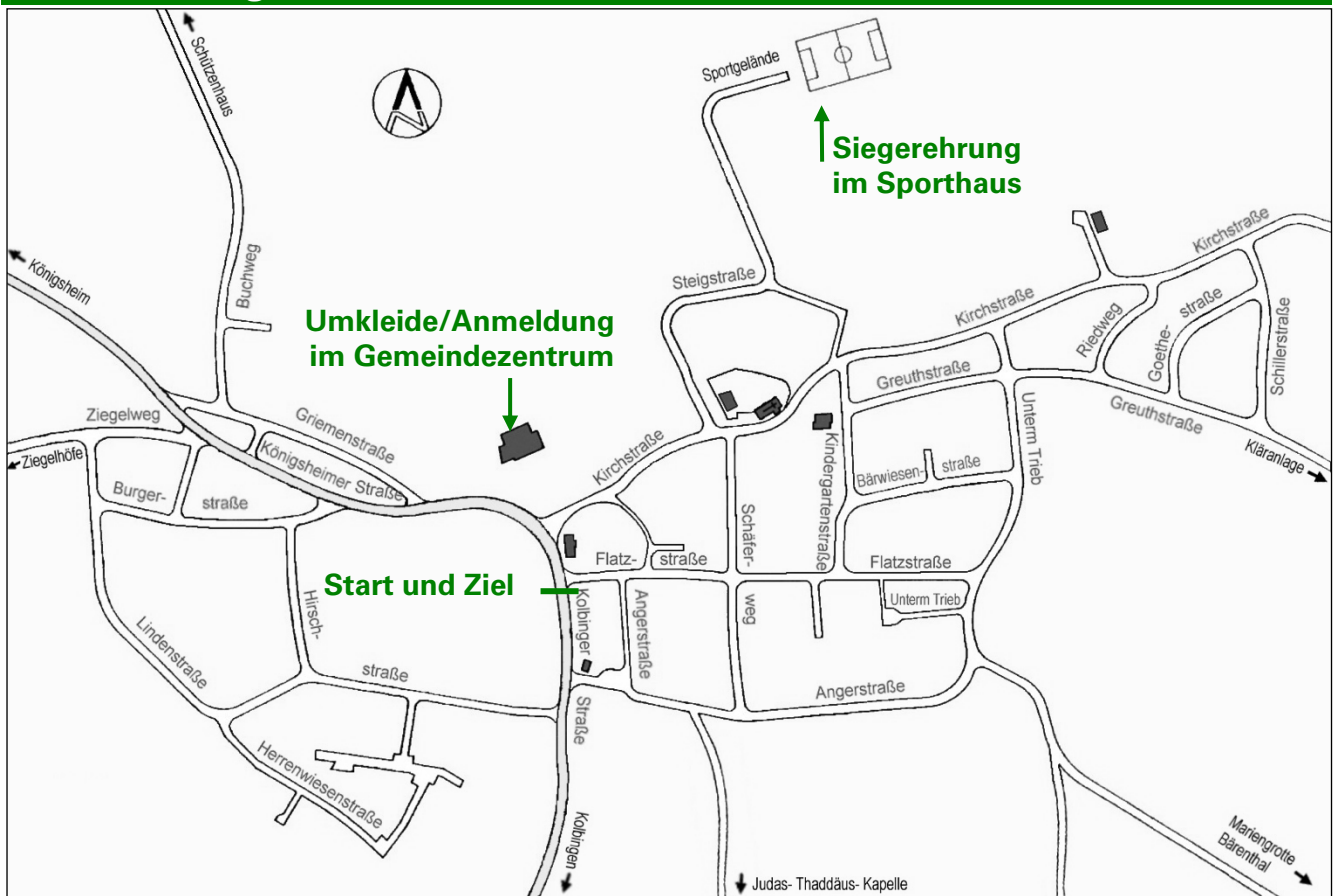 Schützenhaus
Sportgelände
Siegerehrung
im Sporthaus
Kirchstraße
Königsheim
Buchweg
Steigstraße
Kirchstraße
Riedweg
Goethe-
straße
Schillerstraße
Umkleide/Anmeldung
im Gemeindezentrum
Ziegelweg
Griemenstraße
Greuthstraße
Greuthstraße
Unterm Trieb
Ziegelhöfe
Königsheimer Straße
Kirchstraße
Kläranlage
Burger-
straße
Schäfer-
weg
Kindergartenstraße
Bärwiesen-
straße
Flatz-
straße
Flatzstraße
Start und Ziel
Kolbinger
Straße
Angerstraße
Unterm Trieb
Hirsch-
straße
Lindenstraße
Angerstraße
Herrenwiesenstraße
Kolbingen
Judas- Thaddäus- Kapelle
Mariengrotte
Bärenthal